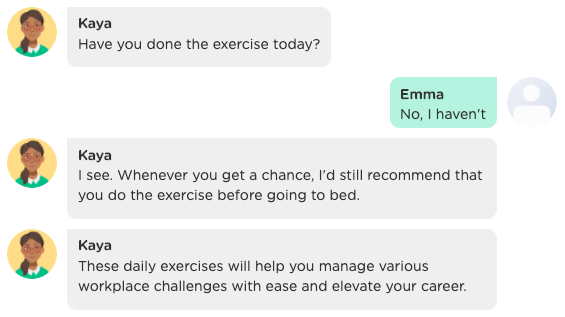 Kaya
Have you done the exercise today?
Emma
No, I haven't
Kaya
I see. Whenever you get a chance, I'd still recommend that
you do the exercise before going to bed.
Kaya
These daily exercises will help you manage various
workplace challenges with ease and elevate your career.